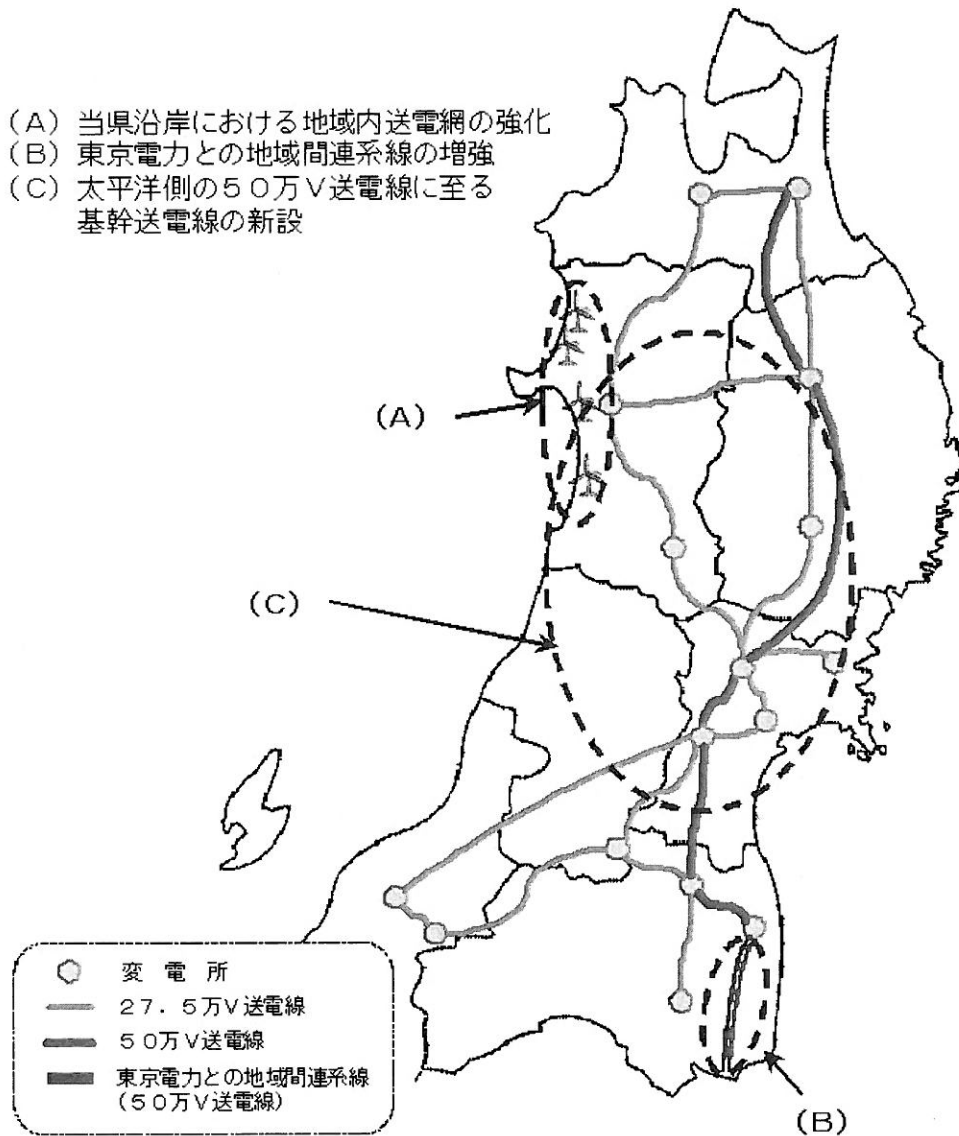 (A) 当県沿岸における地域内送電網の強化
(B) 東京電力との地域間連系線の増強
(C) 太平洋側の50万V送電線に至る
基幹送電線の新設
(A)
(C)
変電所
27.5万V送電線
50万V送電線
東京電力との地域間連系線
(50万V送電線)
(B)